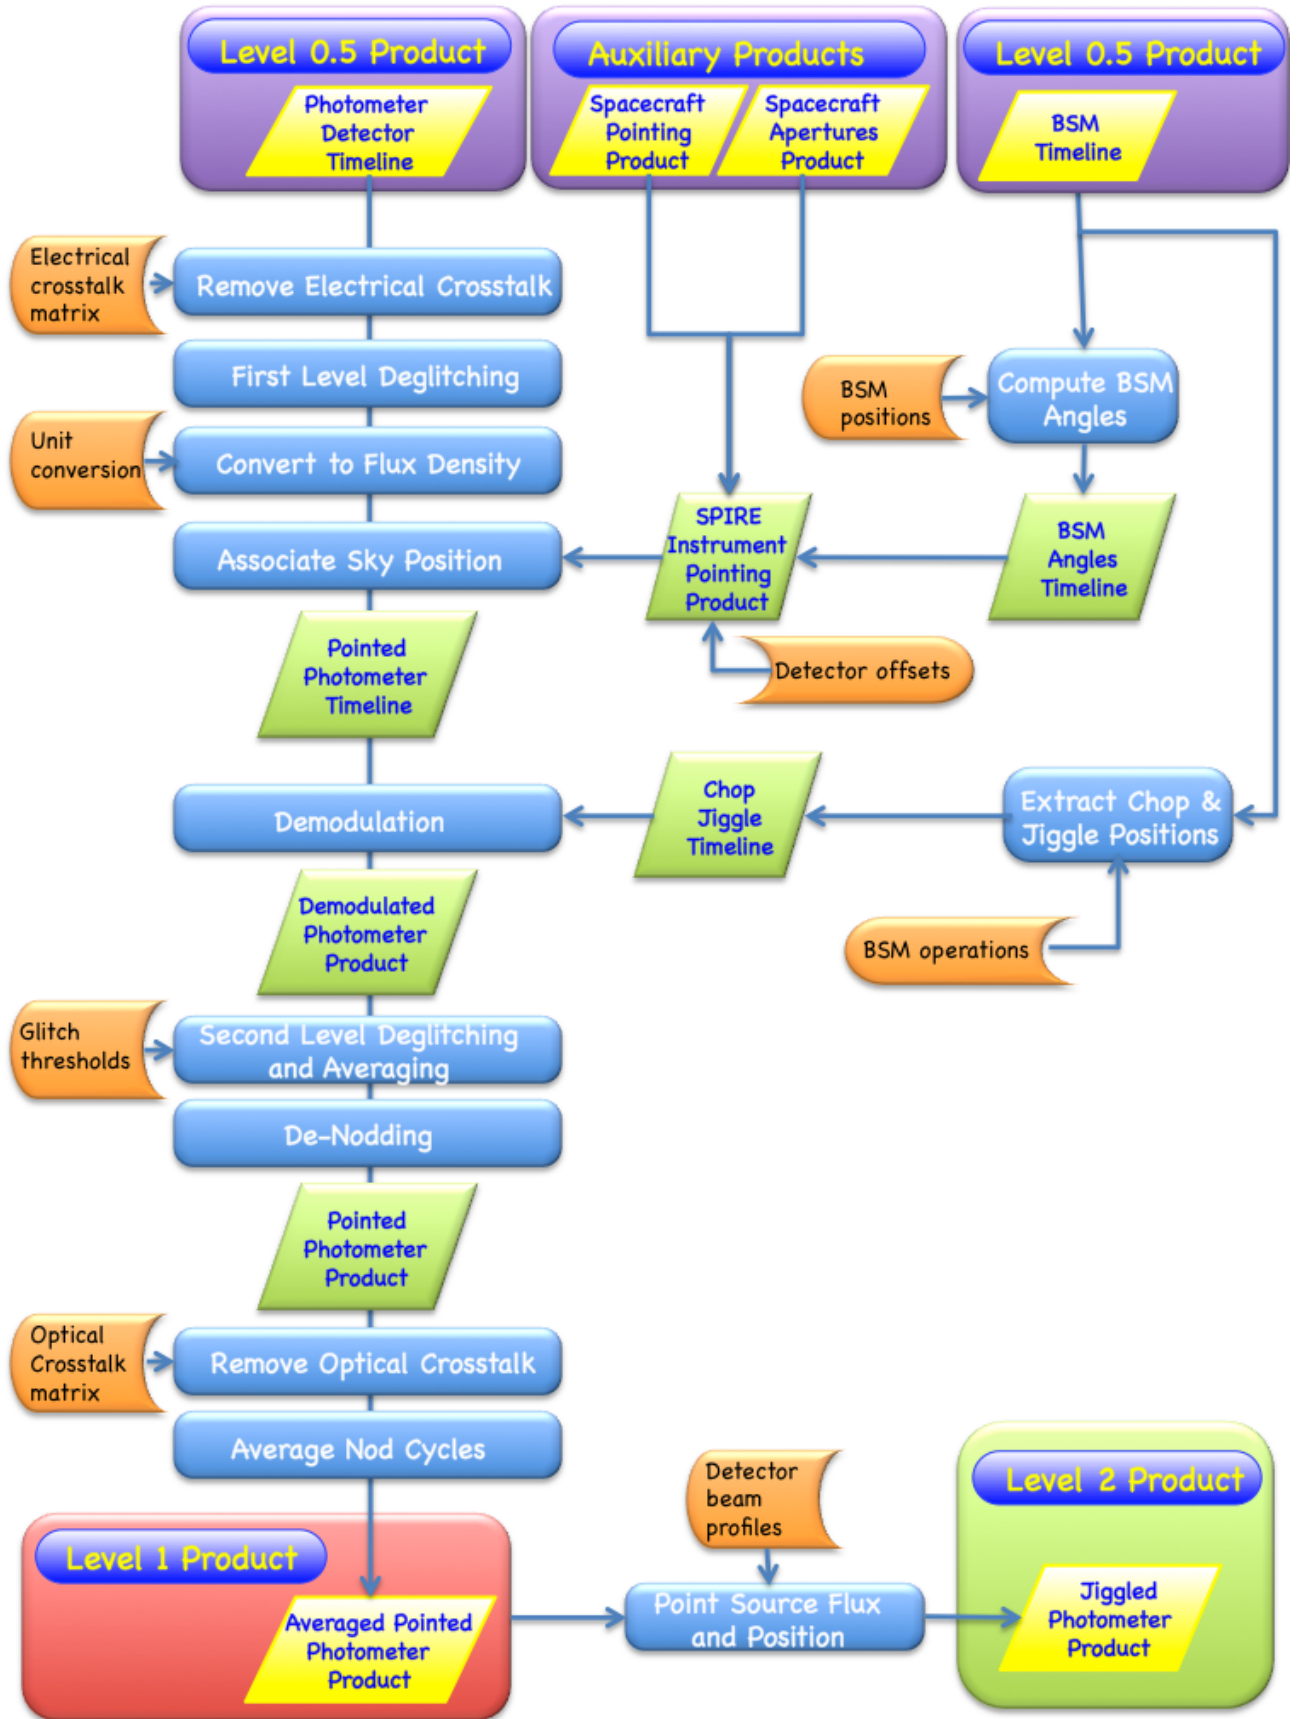 Level 0.5 Product
Photometer
Detector
Timeline
Auxiliary Products
Spacecraft
Pointing
Product
Spacecraft
Apertures
Product
Level 0.5 Product
BSM
Timeline
Electrical
crosstalk
matrix
Remove Electrical Crosstalk
First Level Deglitching
BSM
positions
Compute BSM
Angles
Unit
conversion
Convert to Flux Density
Associate Sky Position
SPIRE
Instrument
Pointing
Product
BSM
Angles
Timeline
Pointed
Photometer
Timeline
Detector offsets
Demodulation
Chop
Jiggle
Timeline
Extract Chop &
Jiggle Positions
Demodulated
Photometer
Product
BSM operations
Glitch
thresholds
Second Level Deglitching
and Averaging
De-Nodding
Pointed
Photometer
Product
Optical
Crosstalk
matrix
Remove Optical Crosstalk
Average Nod Cycles
Detector
beam
profiles
Level 2 Product
Level 1 Product
Averaged Pointed
Photometer
Product
Point Source Flux
and Position
Jiggled
Photometer
Product